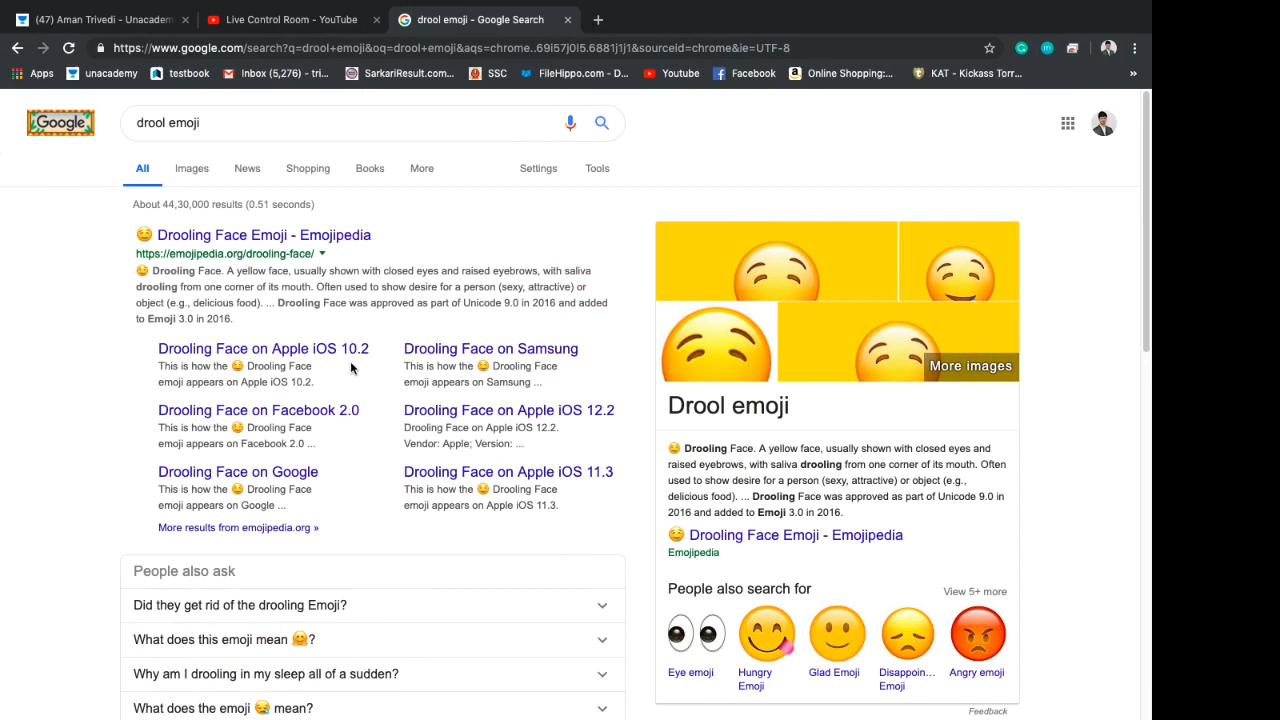 (47) Aman Trivedi - Unacadem
Live Control Room - YouTube
drool emoji - Google Search
https://www.google.com/search?q=drool+emoji&oq=drool+emoji&aqs=chrome..69i57j0l5.6881j1j1&sourceid=chrome&ie=UTF-8
Apps
unacademy
testbook
Inbox (5,276) - tri...
SarkariResult.com...
SSC
FileHippo.com - D...
Youtube
Facebook
Online Shopping:...
KAT - Kickass Torr...
»
Google
drool emoji
All
Images
News
Shopping
Books
More
Settings
Tools
About 44,30,000 results (0.51 seconds)
🤤 Drooling Face Emoji - Emojipedia
https://emojipedia.org/drooling-face/
🤤 Drooling Face. A yellow face, usually shown with closed eyes and raised eyebrows, with saliva
drooling from one corner of its mouth. Often used to show desire for a person (sexy, attractive) or
object (e.g., delicious food). ... Drooling Face was approved as part of Unicode 9.0 in 2016 and added
to Emoji 3.0 in 2016.
Drooling Face on Apple iOS 10.2
This is how the 🤤 Drooling Face
emoji appears on Apple iOS 10.2.
Drooling Face on Samsung
This is how the 🤤 Drooling Face
emoji appears on Samsung ...
Drooling Face on Facebook 2.0
This is how the 🤤 Drooling Face
emoji appears on Facebook 2.0 ...
Drooling Face on Apple iOS 12.2
Drooling Face on Apple iOS 12.2.
Vendor: Apple; Version: ...
Drooling Face on Google
This is how the 🤤 Drooling Face
emoji appears on Google ...
Drooling Face on Apple iOS 11.3
This is how the 🤤 Drooling Face
emoji appears on Apple iOS 11.3.
More results from emojipedia.org »
People also ask
Did they get rid of the drooling Emoji?
What does this emoji mean 🤗?
Why am I drooling in my sleep all of a sudden?
What does the emoji 😪 mean?
More images
Drool emoji
🤤 Drooling Face. A yellow face, usually shown with closed eyes and
raised eyebrows, with saliva drooling from one corner of its mouth. Often
used to show desire for a person (sexy, attractive) or object (e.g.,
delicious food). ... Drooling Face was approved as part of Unicode 9.0 in
2016 and added to Emoji 3.0 in 2016.
🤤 Drooling Face Emoji - Emojipedia
Emojipedia
People also search for
View 5+ more
Eye emoji
Hungry
Emoji
Glad Emoji
Disappoin...
Emoji
Angry emoji
Feedback